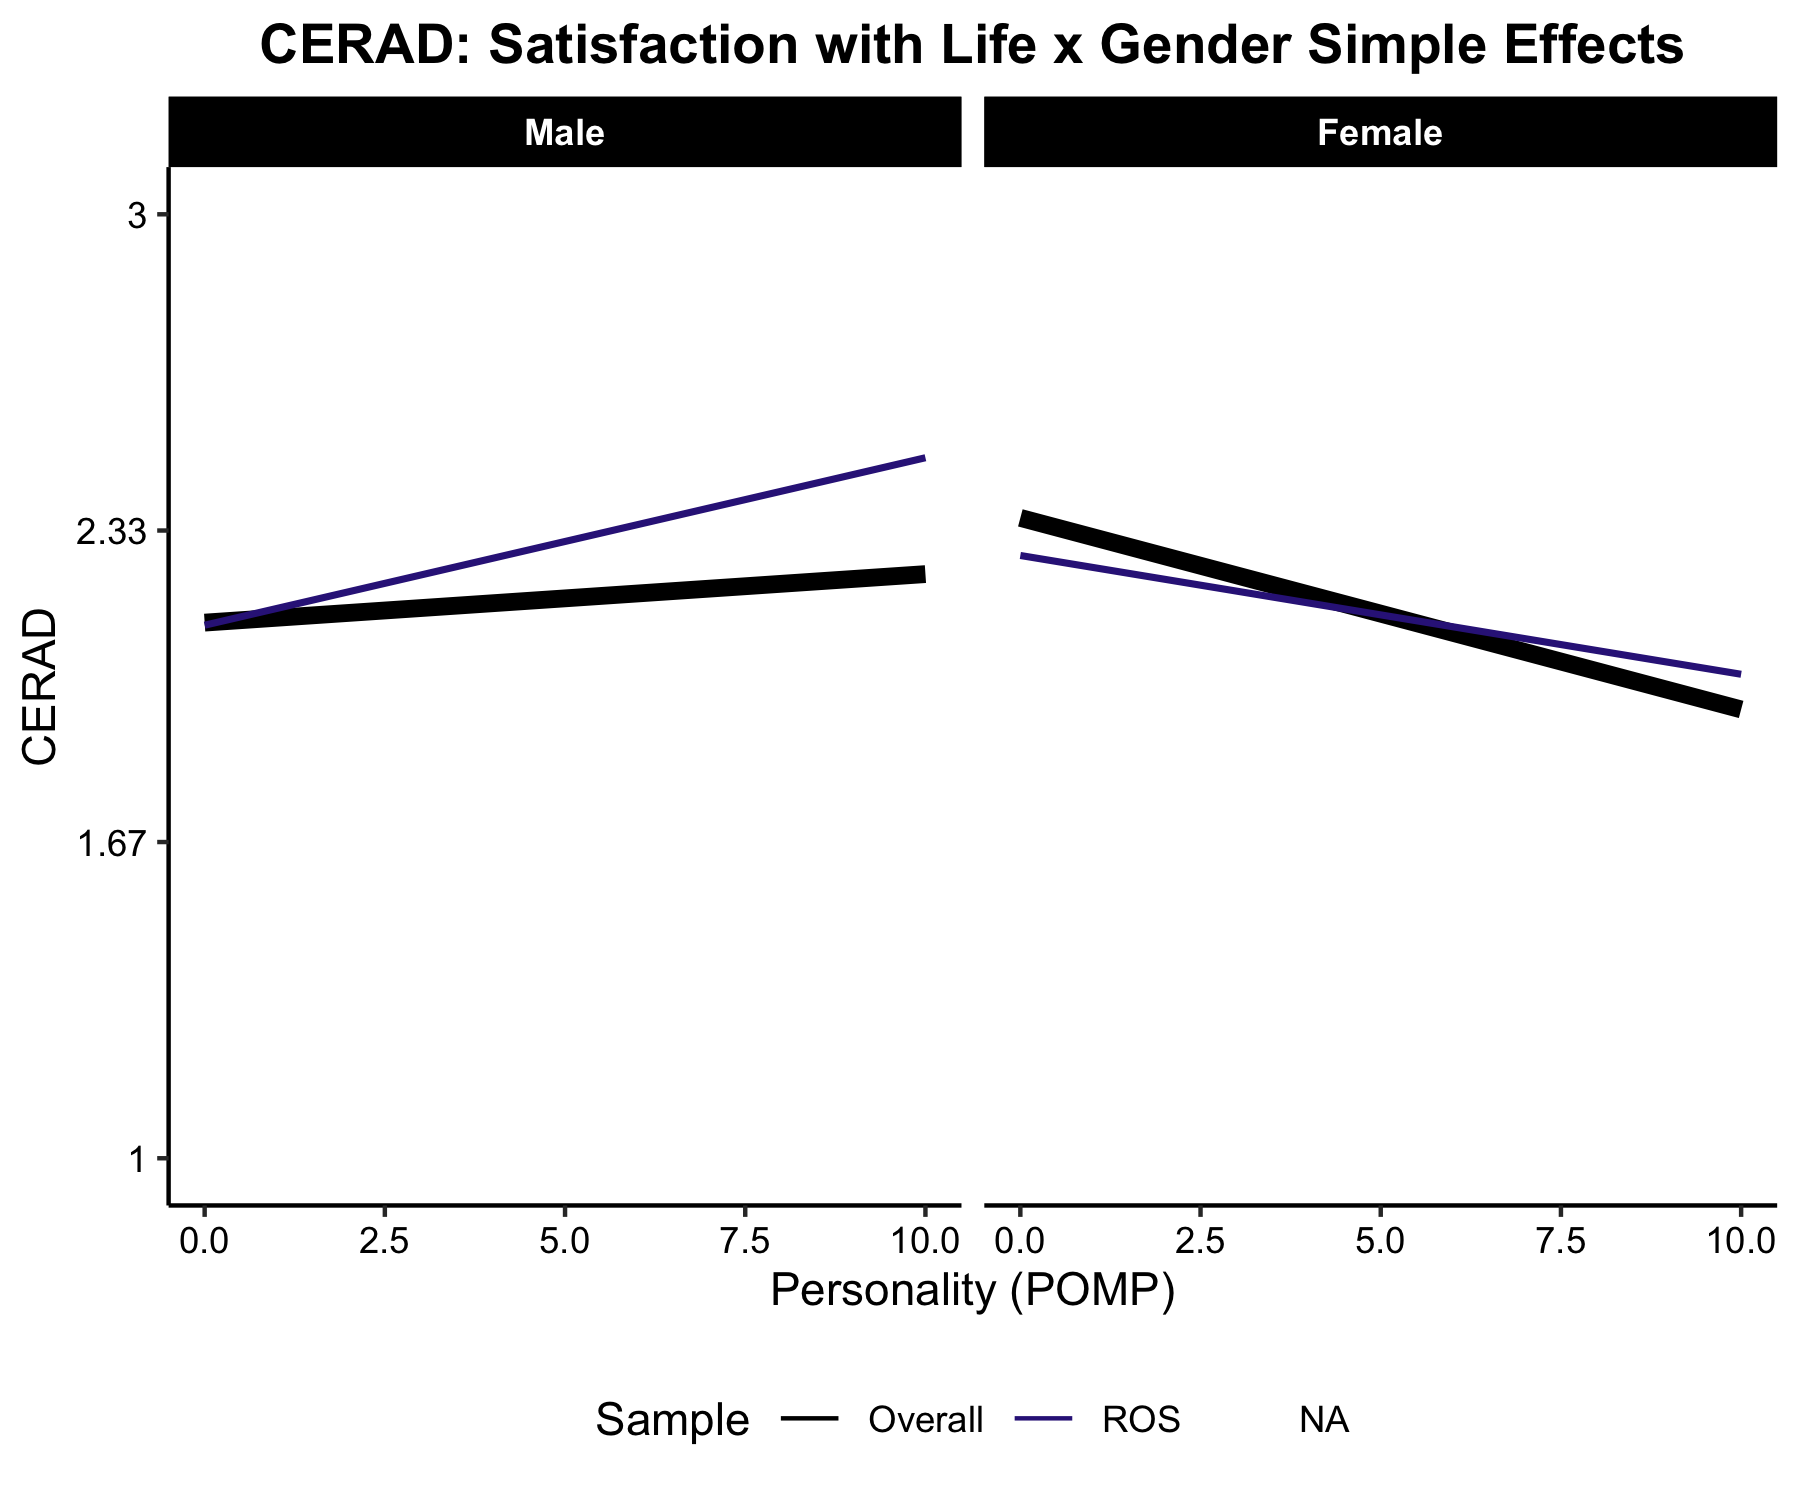 CERAD: Satisfaction with Life x Gender Simple Effects
Male
Female
3
2.33
1.67
1
CERAD
0.0 2.5 5.0 7.5 10.0
0.0 2.5 5.0 7.5 10.0
Personality (POMP)
Sample Overall ROS NA